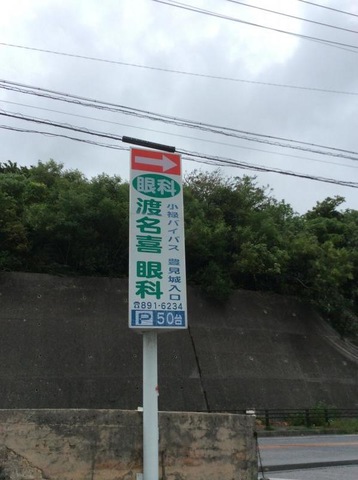 眼科
渡名喜眼科
小禄バイパス 豊見城入口
☎891-6234
P 50台